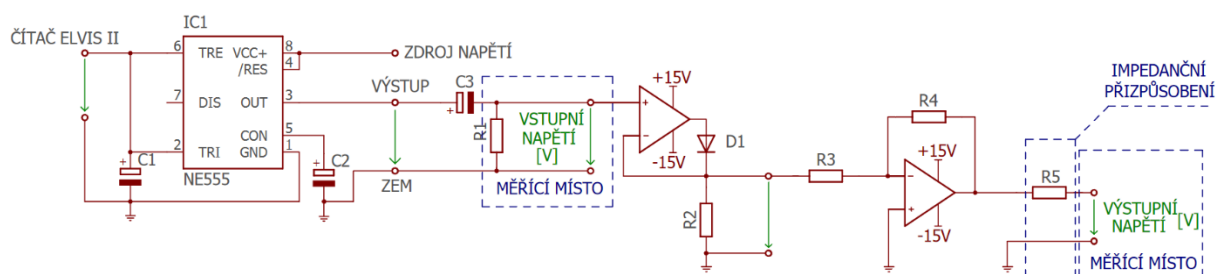 IC1
ČÍTAČ ELVIS II
6
TRE
VCC+
8
ZDROJ NAPĚTÍ
/RES
4
7
DIS
OUT
3
VÝSTUP
C3
+
CON
5
2
TRI
GND
1
NE555
+
C1
+
C2
ZEM
R1
VSTUPNÍ
NAPĚTÍ
[V]
MĚŘÍCÍ MÍSTO
+15V
+
−
-15V
D1
R2
R3
R4
+15V
−
+
-15V
IMPEDANČNÍ
PŘIZPŮSOBENÍ
R5
VÝSTUPNÍ
NAPĚTÍ [V]
MĚŘÍCÍ MÍSTO